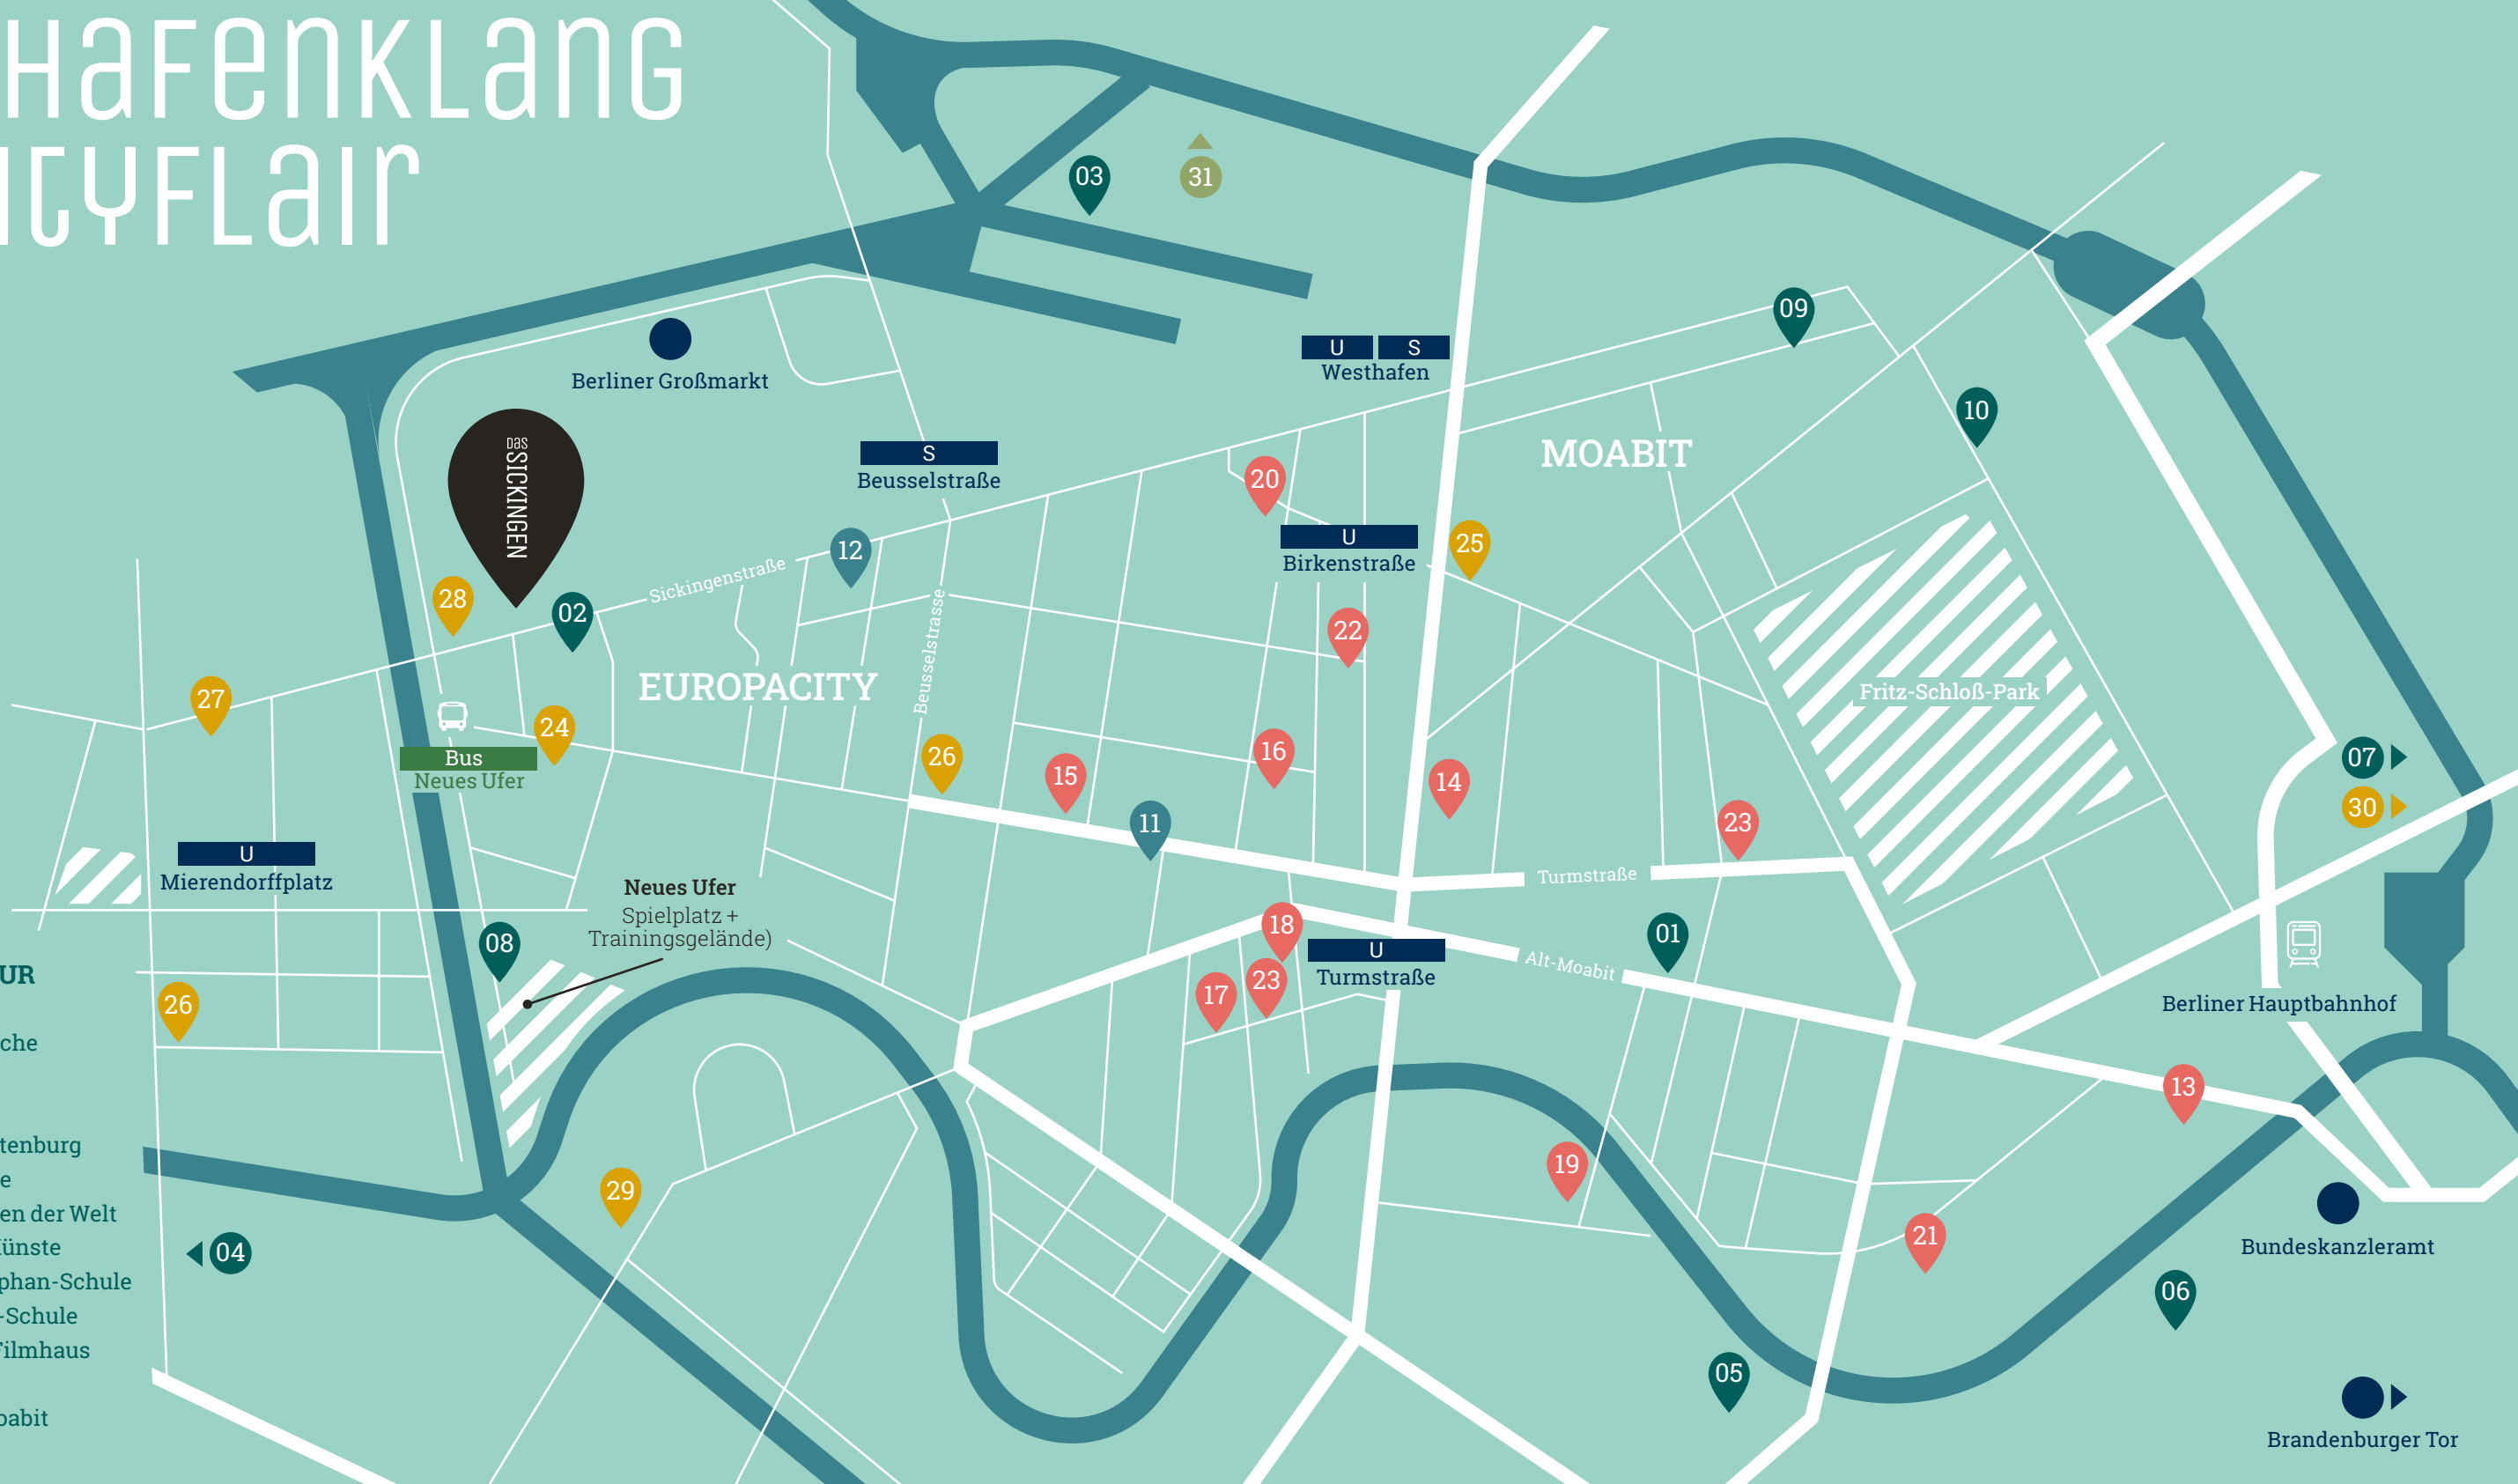 HAFENKLANG
ITYFLAIR
03
31
09
Berliner Großmarkt
U S
Westhafen
10
MOABIT
S
Beusselstraße
das SICKINGEN
20
U
Birkenstraße
25
12
Sickingenstraße
28
02
22
Beusselstrasse
EUROPACITY
Fritz-Schloß-Park
27
24
Bus
Neues Ufer
26
15
16
14
11
23
07
30
U
Mierendorffplatz
Neues Ufer
Spielplatz +
Trainingsgelände)
Turmstraße
08
18
01
U
Turmstraße
Alt-Moabit
17
23
26
Berliner Hauptbahnhof
13
19
29
21
Bundeskanzleramt
04
06
05
Brandenburger Tor
UR
che
tenburg
e
en der Welt
ünste
phan-Schule
-Schule
Filmhaus
oabit